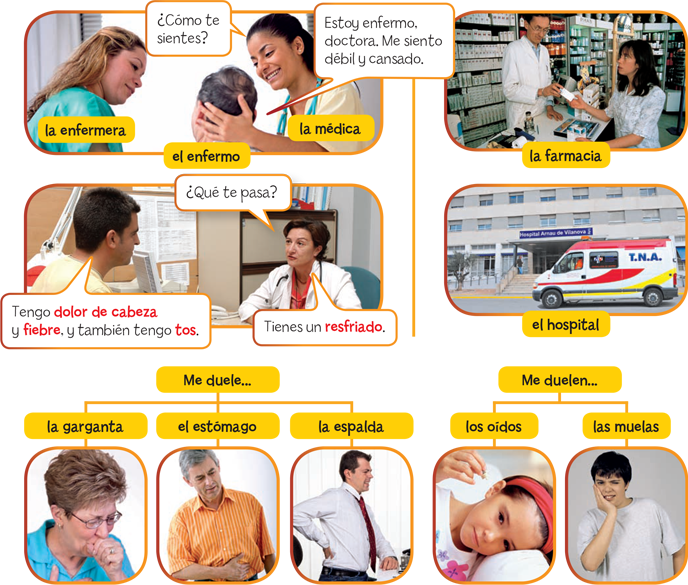 ¿Cómo te
sientes?
Estoy enfermo,
doctora. Me siento
débil y cansado.
la enfermera
el enfermo
la médica
la farmacia
¿Qué te pasa?
Tengo dolor de cabeza
y fiebre, y también tengo tos.
Tienes un resfriado.
Hospital Arnau de Vilanova
T.N.A.
el hospital
Me duele...
la garganta
el estómago
la espalda
Me duelen...
los oídos
las muelas